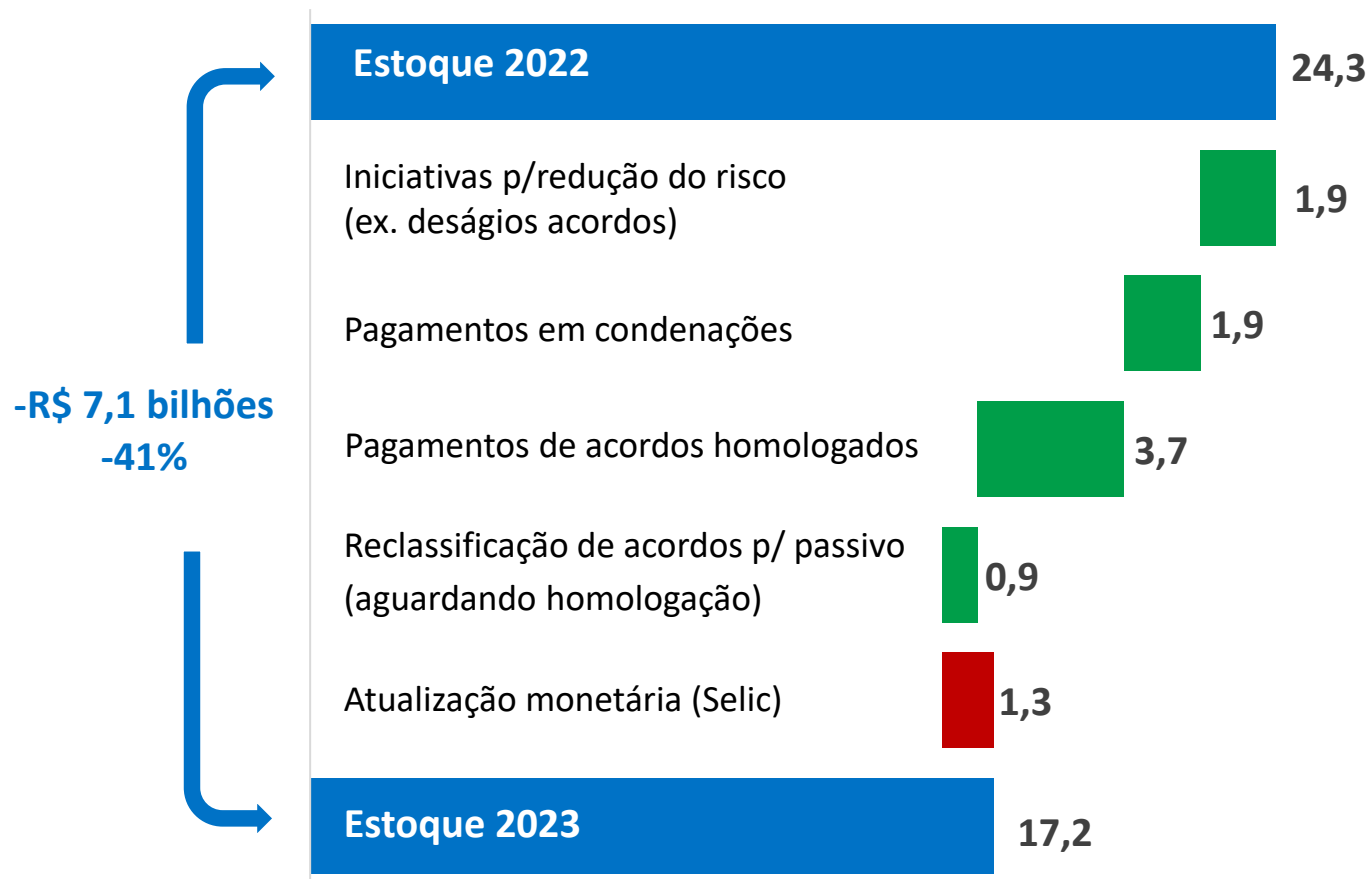 Estoque 2022
24,3
Iniciativas p/redução do risco
(ex. deságios acordos)
1,9
Pagamentos em condenações
1,9
-R$ 7,1 bilhões
-41%
Pagamentos de acordos homologados
3,7
Reclassificação de acordos p/ passivo
(aguardando homologação)
0,9
Atualização monetária (Selic)
1,3
Estoque 2023
17,2